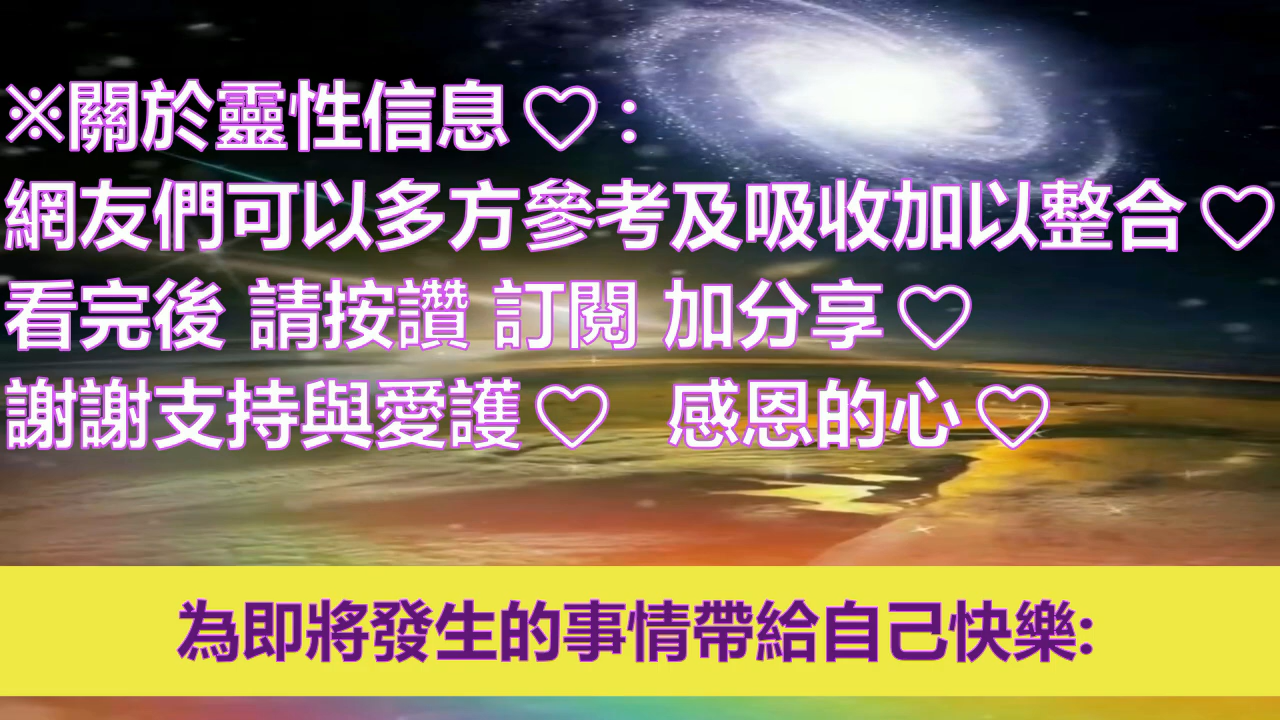 ※關於靈性信息♡:
網友們可以多方參考及吸收加以整合♡
看完後 請按讚 訂閱 加分享♡
謝謝支持與愛護♡ 感恩的心♡
為即將發生的事情帶給自己快樂: